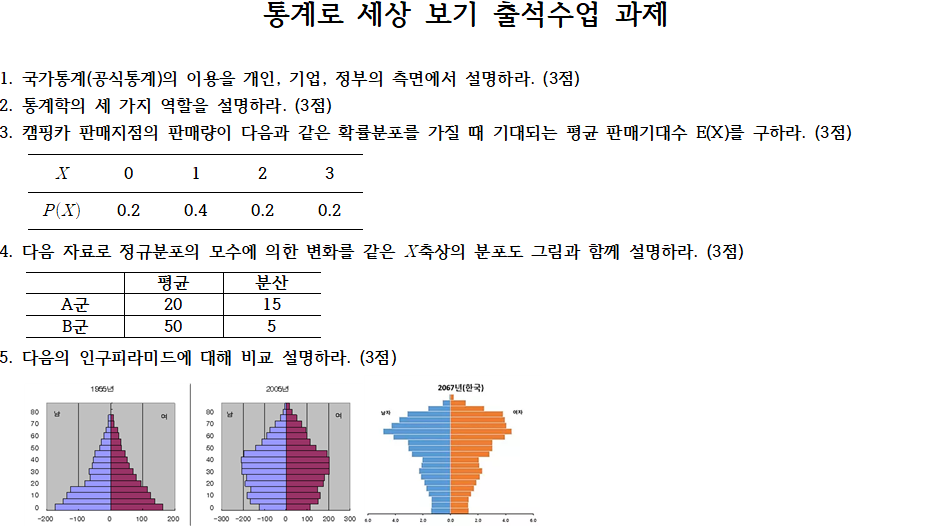 통계로 세상 보기 출석수업 과제
1. 국가통계(공식통계)의 이용을 개인, 기업, 정부의 측면에서 설명하라. (3점)
2. 통계학의 세 가지 역할을 설명하라. (3점)
3. 캠핑카 판매지점의 판매량이 다음과 같은 확률분포를 가질 때 기대되는 평균 판매기대수 E(X)를 구하라. (3점)
X 0 1 2 3
P(X) 0.2 0.4 0.2 0.2
4. 다음 자료로 정규분포의 모수에 의한 변화를 같은 X축상의 분포도 그림과 함께 설명하라. (3점)
평균 분산
A군 20 15
B군 50 5
5. 다음의 인구피라미드에 대해 비교 설명하라. (3점)
1955년 2005년 2067년(한국)
남 여 남 여 남자 여자
80 80
70 70
60 60
50 50
40 40
30 30
20 20
10 10
0 0
-200 -100 0 100 200 -300 -200 -100 0 100 200 300 6.0 4.0 2.0 0.0 2.0 4.0 6.0